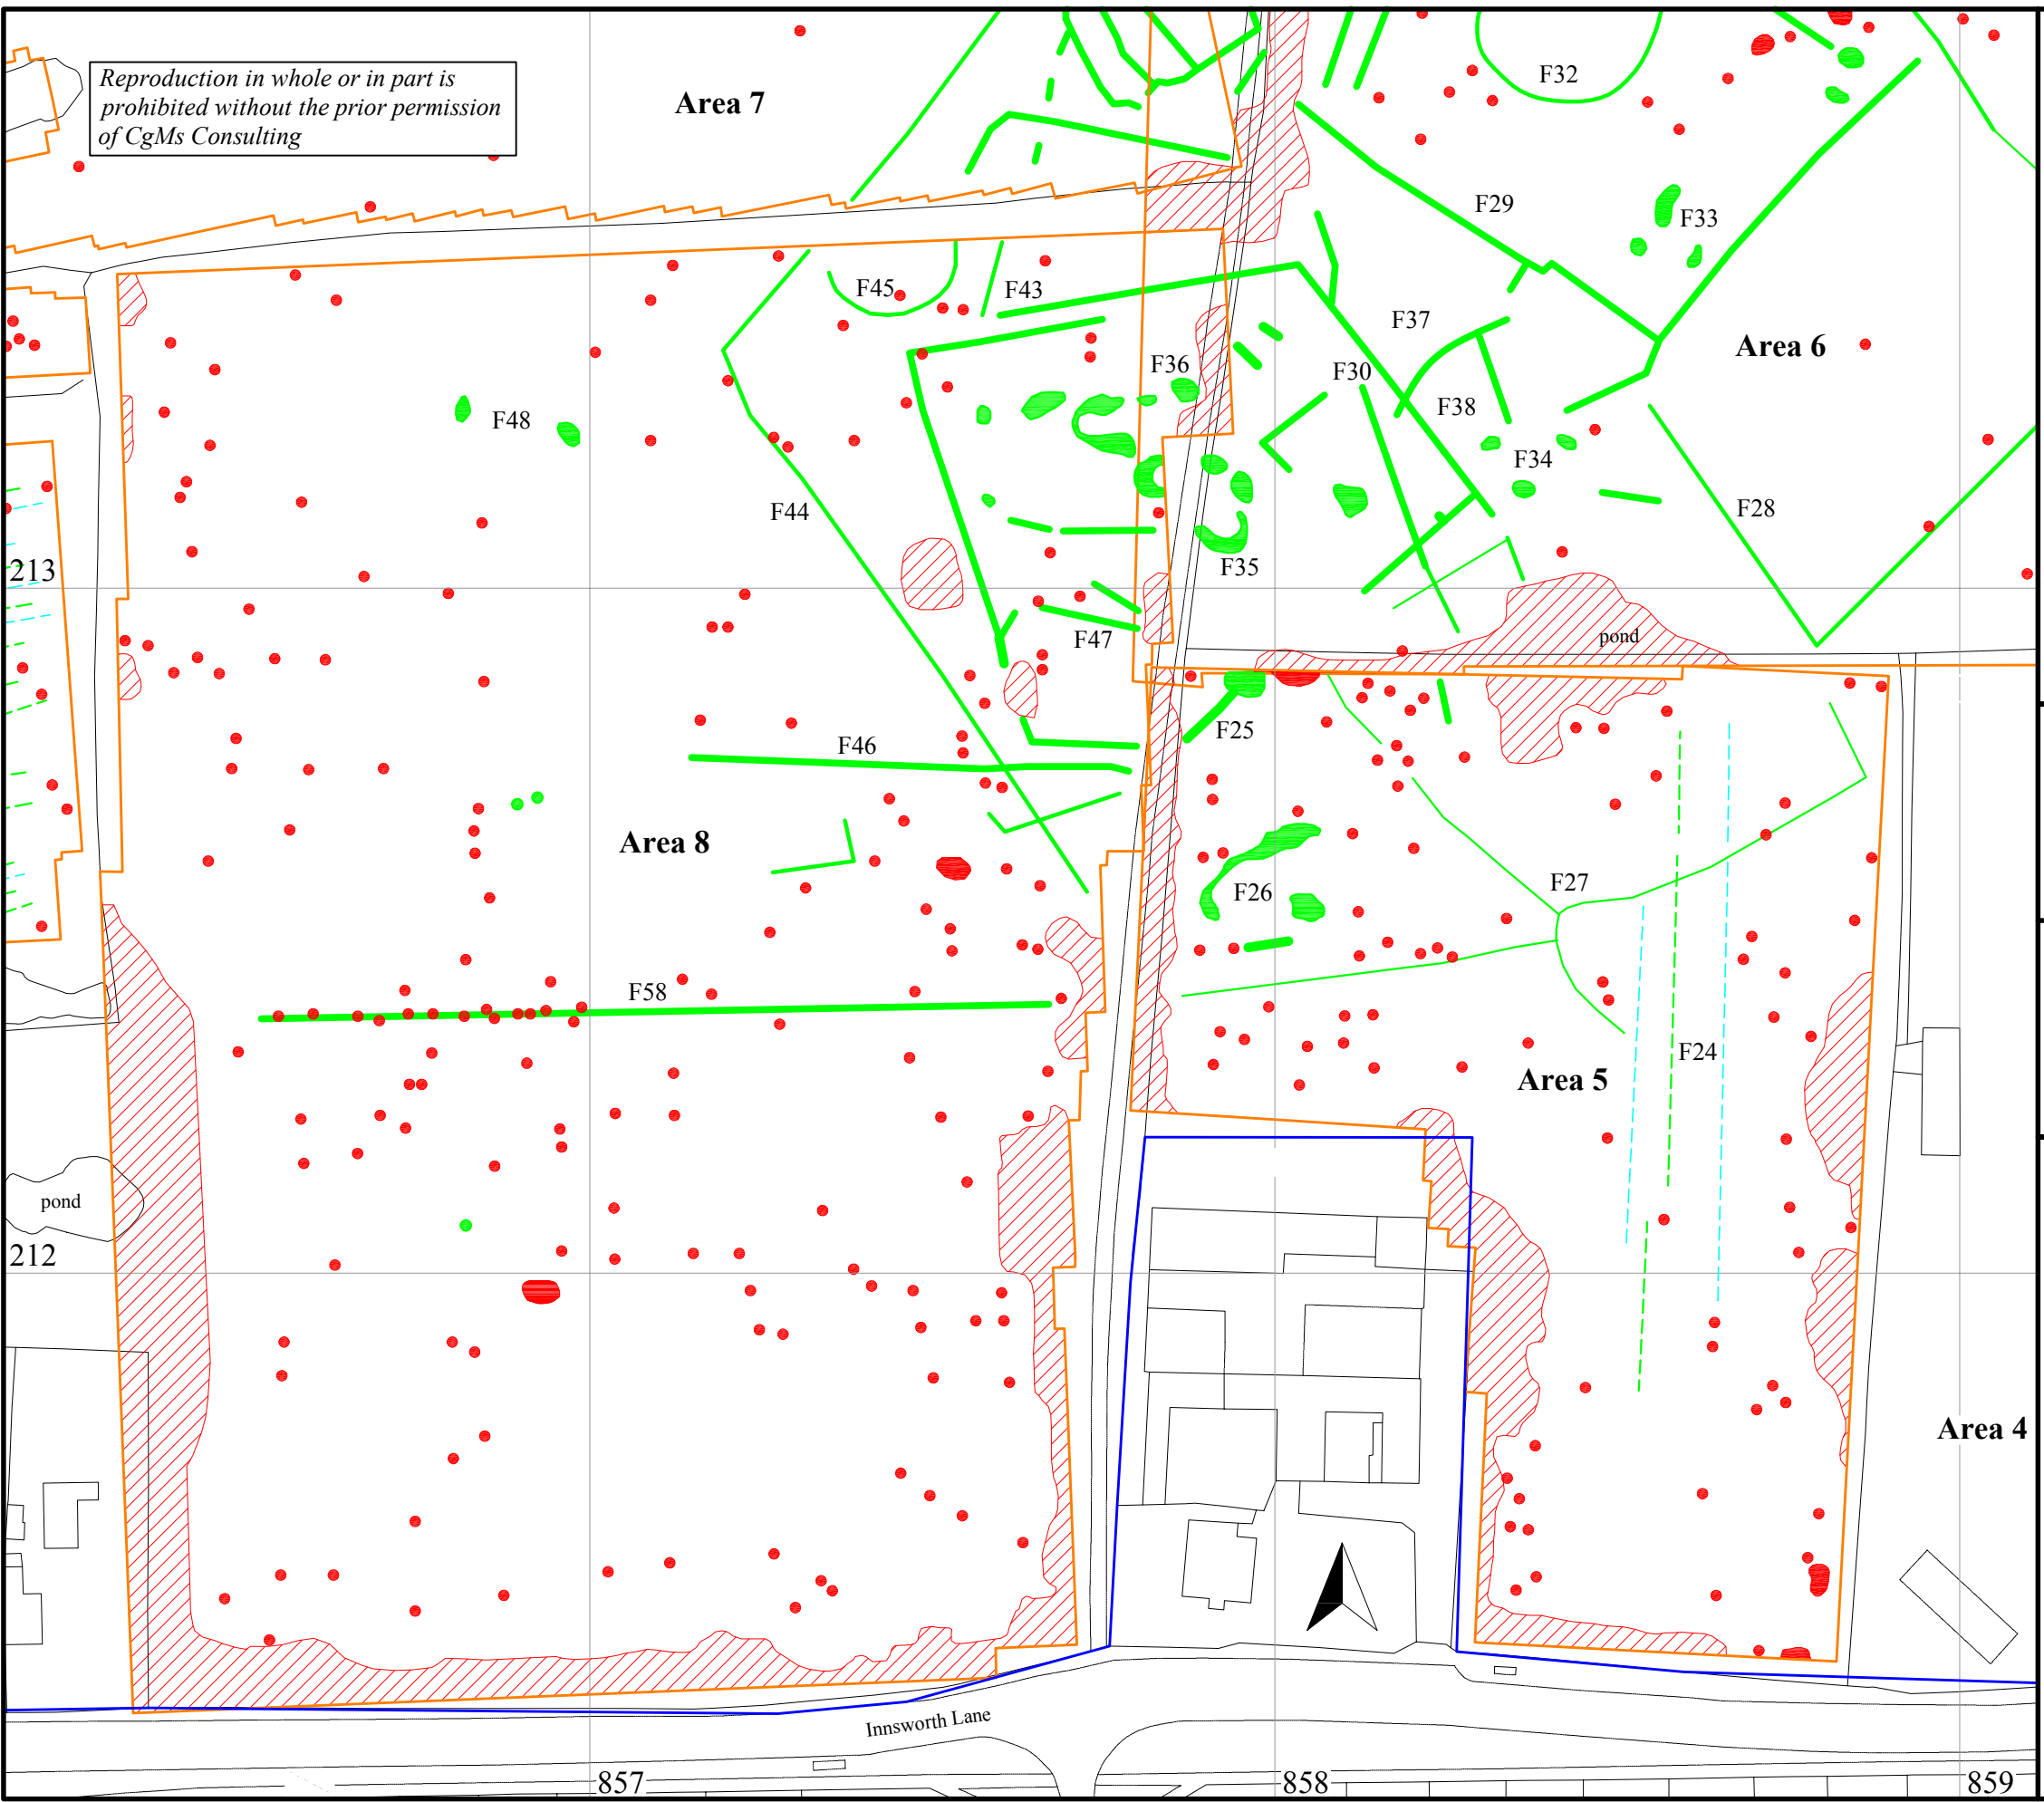 Reproduction in whole or in part is
prohibited without the prior permission
of CgMs Consulting
Area 7
F32
F29
F33
F45
F43
F37
Area 6
F36
F30
F48
F38
F34
F44
F28
213
F35
F47
pond
F25
F46
Area 8
F27
F26
F58
F24
Area 5
pond
212
Area 4
Innsworth Lane
857
858
859